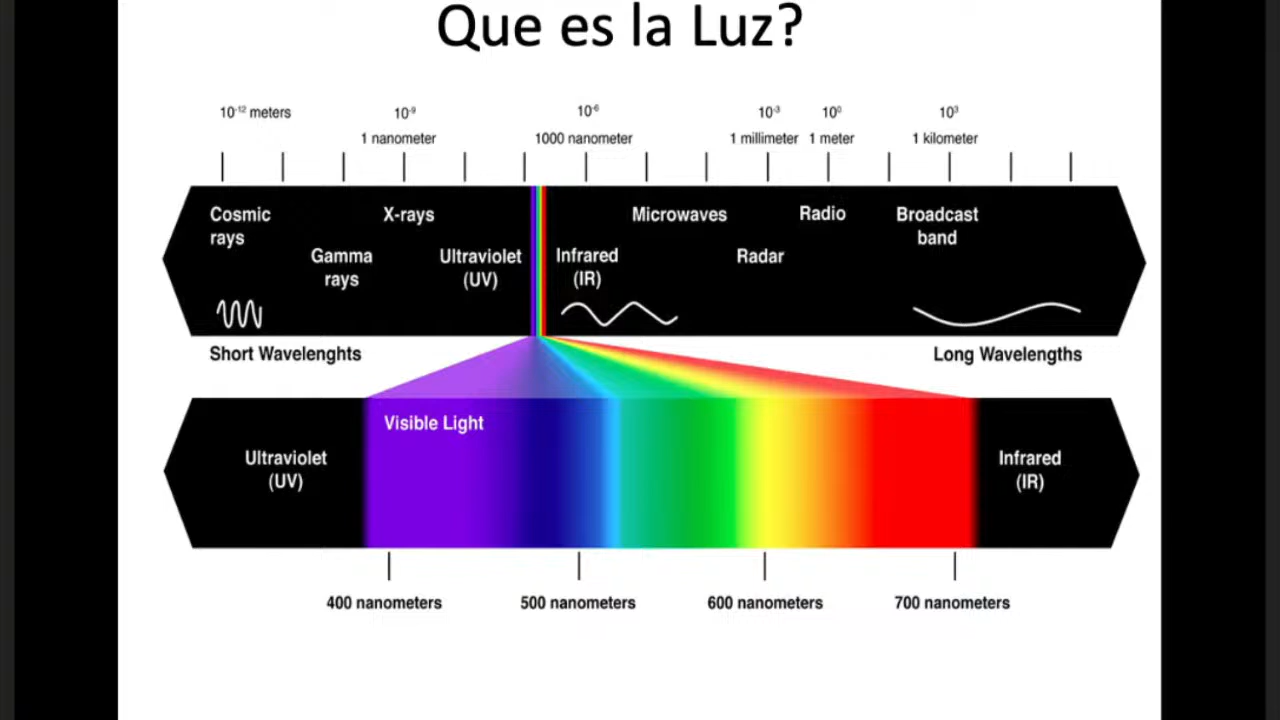 Que es la Luz?
10⁻¹² meters 10⁻⁹ 10⁻⁶ 10⁻³ 10⁰ 10³
1 nanometer 1000 nanometer 1 millimeter 1 meter 1 kilometer
Cosmic rays
X-rays
Microwaves
Radio
Broadcast band
Gamma rays
Ultraviolet (UV)
Infrared (IR)
Radar
Short Wavelenghts
Long Wavelengths
Visible Light
Ultraviolet (UV)
Infrared (IR)
400 nanometers 500 nanometers 600 nanometers 700 nanometers